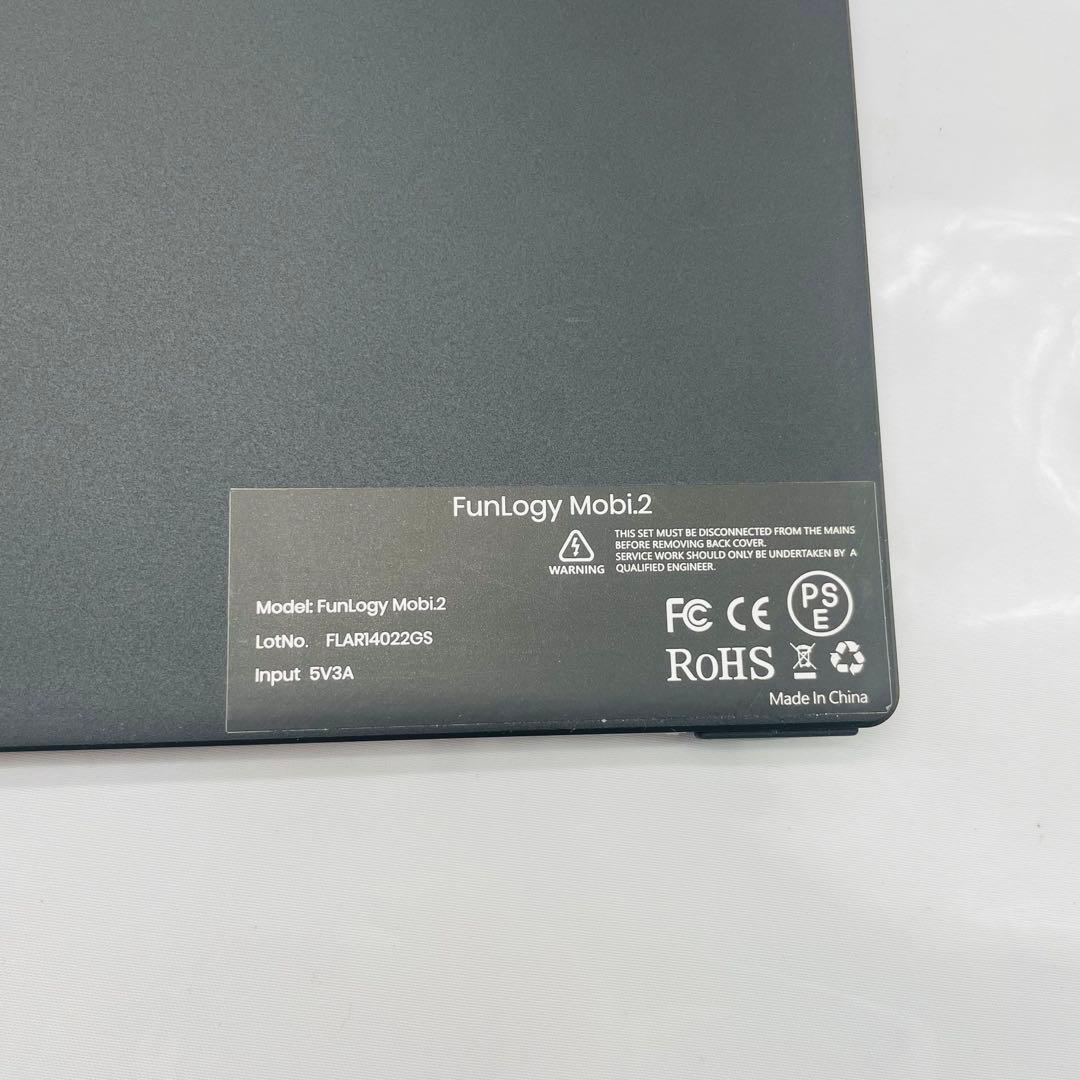 FunLogy Mobi.2
WARNING
THIS SET MUST BE DISCONNECTED FROM THE MAINS
BEFORE REMOVING BACK COVER.
SERVICE WORK SHOULD ONLY BE UNDERTAKEN BY A
QUALIFIED ENGINEER.
Model: FunLogy Mobi.2
LotNo. FLAR14022GS
Input 5V3A
FC CE PSE
RoHS
Made In China